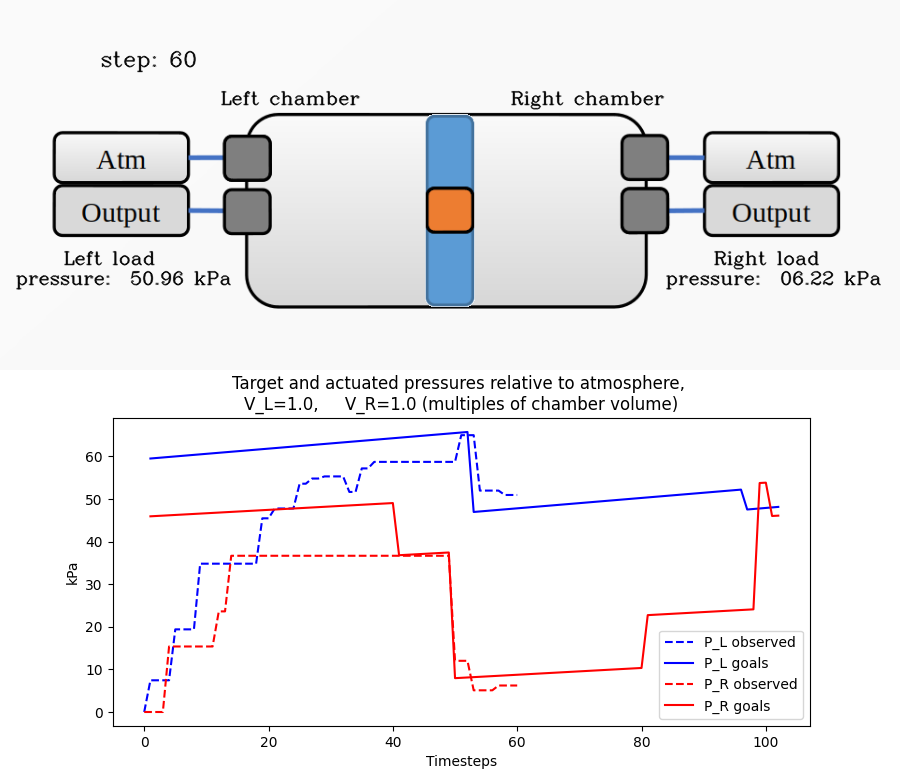 step: 60
Left chamber
Right chamber
Atm
Atm
Output
Output
Left load
pressure: 50.96 kPa
Right load
pressure: 06.22 kPa
Target and actuated pressures relative to atmosphere,
V_L=1.0, V_R=1.0 (multiples of chamber volume)
60
50
40
30
20
10
0
kPa
0
20
40
60
80
100
Timesteps
P_L observed
P_L goals
P_R observed
P_R goals